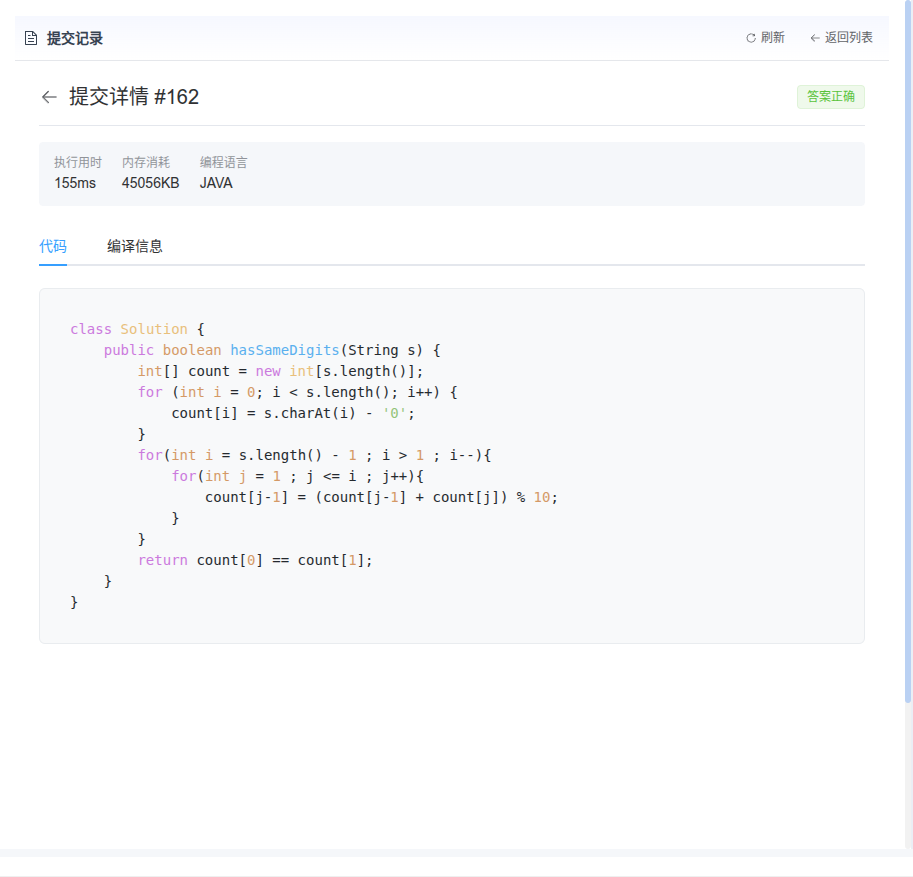 提交记录
刷新
返回列表
提交详情 #162
答案正确
执行用时 内存消耗 编程语言
155ms 45056KB JAVA
代码 编译信息
class Solution {
    public boolean hasSameDigits(String s) {
        int[] count = new int[s.length()];
        for (int i = 0; i < s.length(); i++) {
            count[i] = s.charAt(i) - '0';
        }
        for(int i = s.length() - 1 ; i > 1 ; i--){
            for(int j = 1 ; j <= i ; j++){
                count[j-1] = (count[j-1] + count[j]) % 10;
            }
        }
        return count[0] == count[1];
    }
}